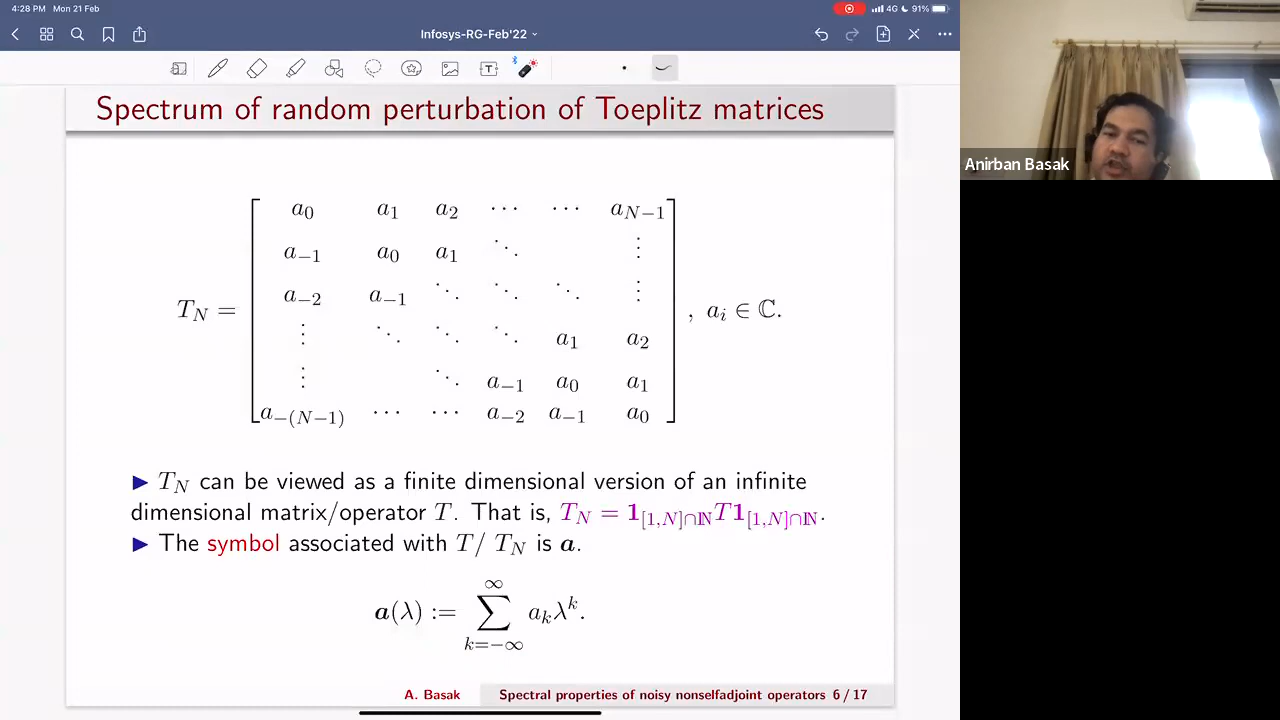 4:28 PM Mon 21 Feb
4G 91%
Infosys-RG-Feb'22
Spectrum of random perturbation of Toeplitz matrices
a_0 a_1 a_2 ⋯ ⋯ a_{N−1}
a_{−1} a_0 a_1 ⋱ ⋮
a_{−2} a_{−1} ⋱ ⋱ ⋱ ⋮
T_N = , a_i ∈ ℂ.
⋮ ⋱ ⋱ ⋱ a_1 a_2
⋮ ⋱ a_{−1} a_0 a_1
a_{−(N−1)} ⋯ ⋯ a_{−2} a_{−1} a_0
▶ T_N can be viewed as a finite dimensional version of an infinite
dimensional matrix/operator T. That is, T_N = 𝟏_{[1,N]∩ℕ}T𝟏_{[1,N]∩ℕ}.
▶ The symbol associated with T/ T_N is a.
a(λ) := ∑_{k=−∞}^{∞} a_k λ^k.
A. Basak Spectral properties of noisy nonselfadjoint operators 6 / 17
Anirban Basak